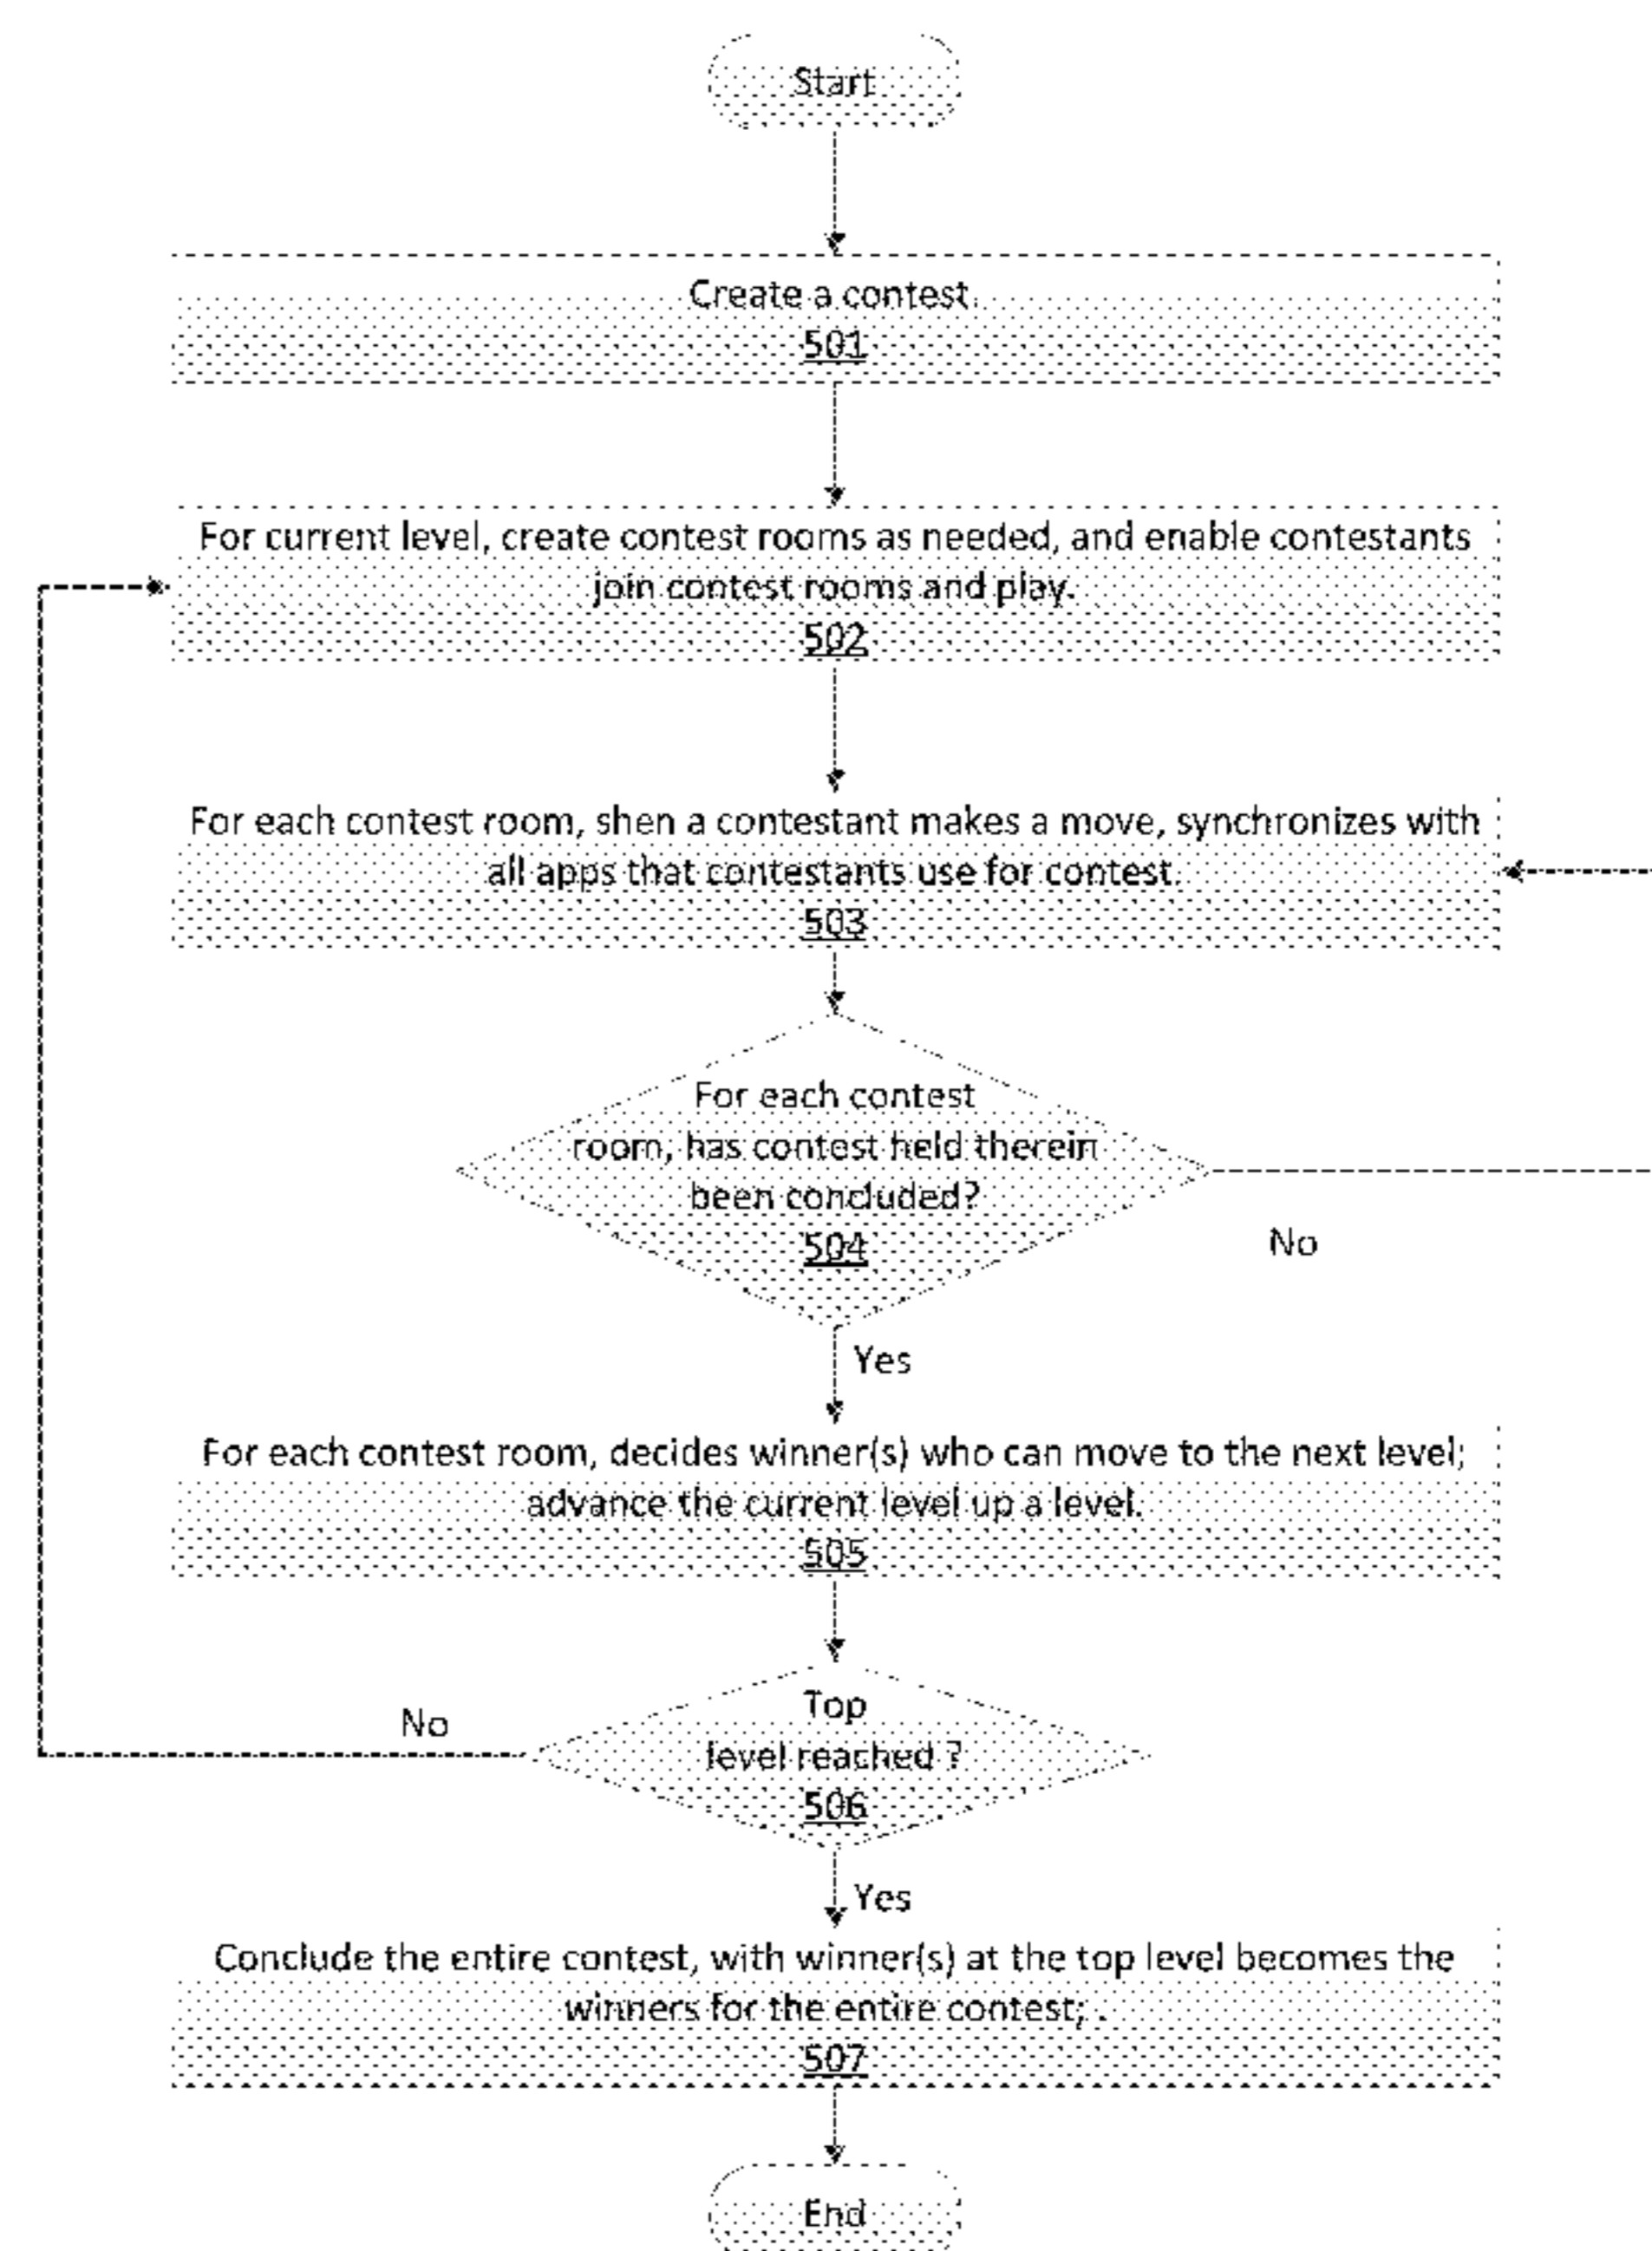 Start
Create a contest.
501
For current level, create contest rooms as needed, and enable contestants
join contest rooms and play.
502
For each contest room, shen a contestant makes a move, synchronizes with
all apps that contestants use for contest.
503
For each contest
room, has contest held therein
been concluded?
504
No
Yes
For each contest room, decides winner(s) who can move to the next level;
advance the current level up a level.
505
Top
level reached ?
506
No
Yes
Conclude the entire contest, with winner(s) at the top level becomes the
winners for the entire contest; .
507
End